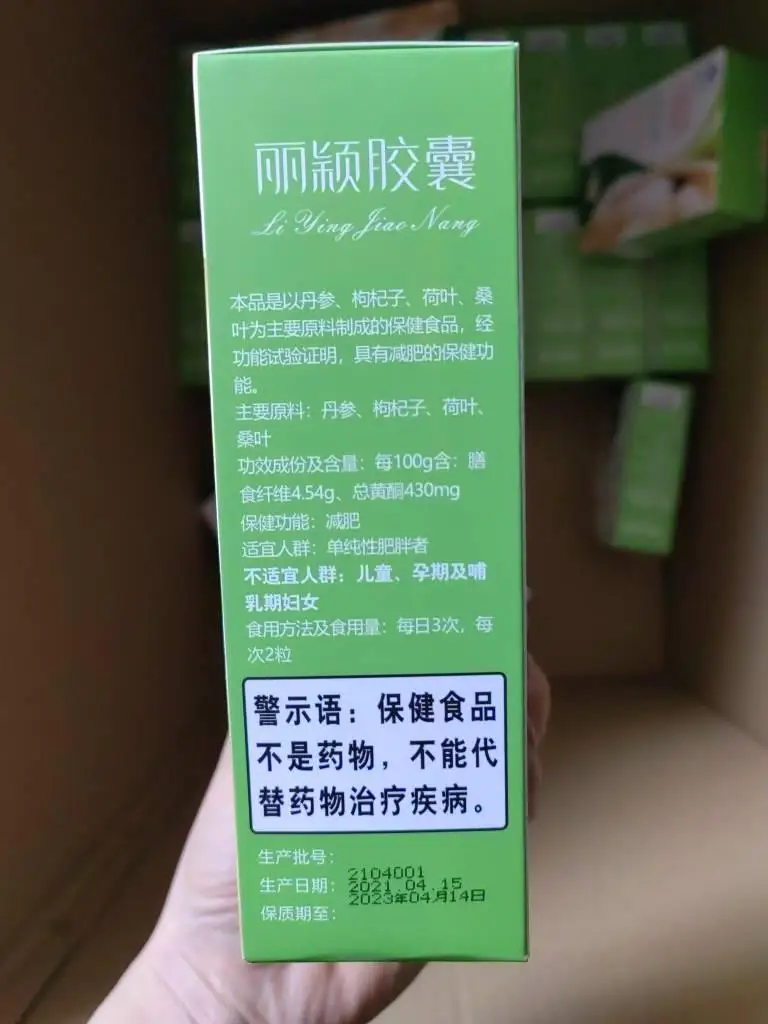 丽颖胶囊
Li Ying Jiao Nang
本品是以丹参、枸杞子、荷叶、桑
叶为主要原料制成的保健食品，经
功能试验证明，具有减肥的保健功
能。
主要原料：丹参、枸杞子、荷叶、
桑叶
功效成份及含量：每100g含：膳
食纤维4.54g、总黄酮430mg
保健功能：减肥
适宜人群：单纯性肥胖者
不适宜人群：儿童、孕期及哺
乳期妇女
食用方法及食用量：每日3次，每
次2粒
警示语：保健食品
不是药物，不能代
替药物治疗疾病。
生产批号：2104001
生产日期：2021.04.15
保质期至：2023年04月14日